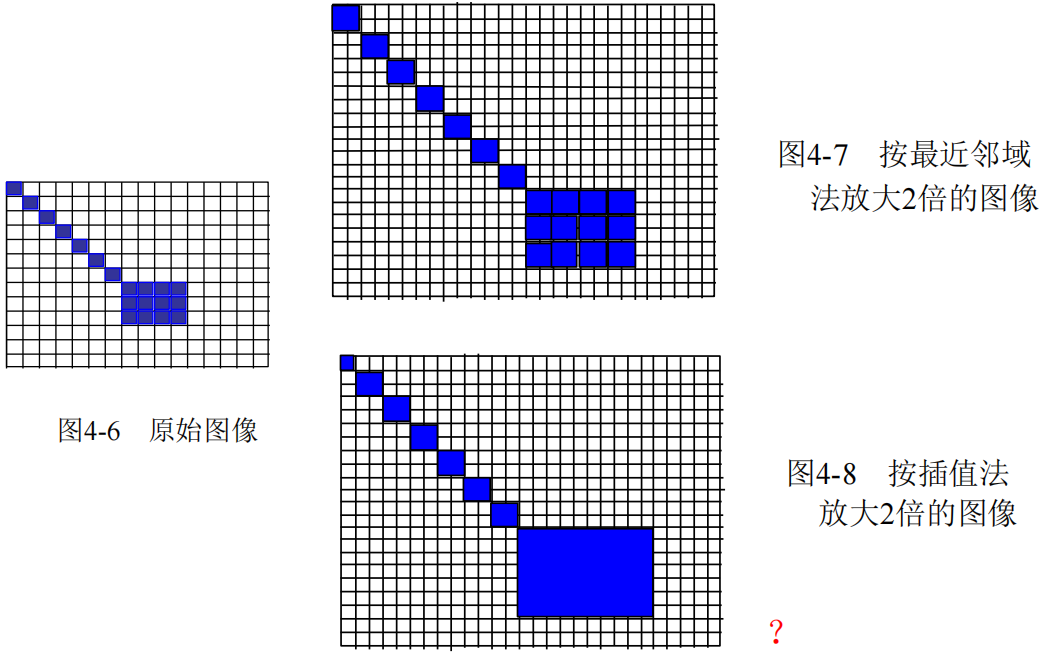 图4-7 按最近邻域
法放大2倍的图像
图4-6 原始图像
图4-8 按插值法
放大2倍的图像
?